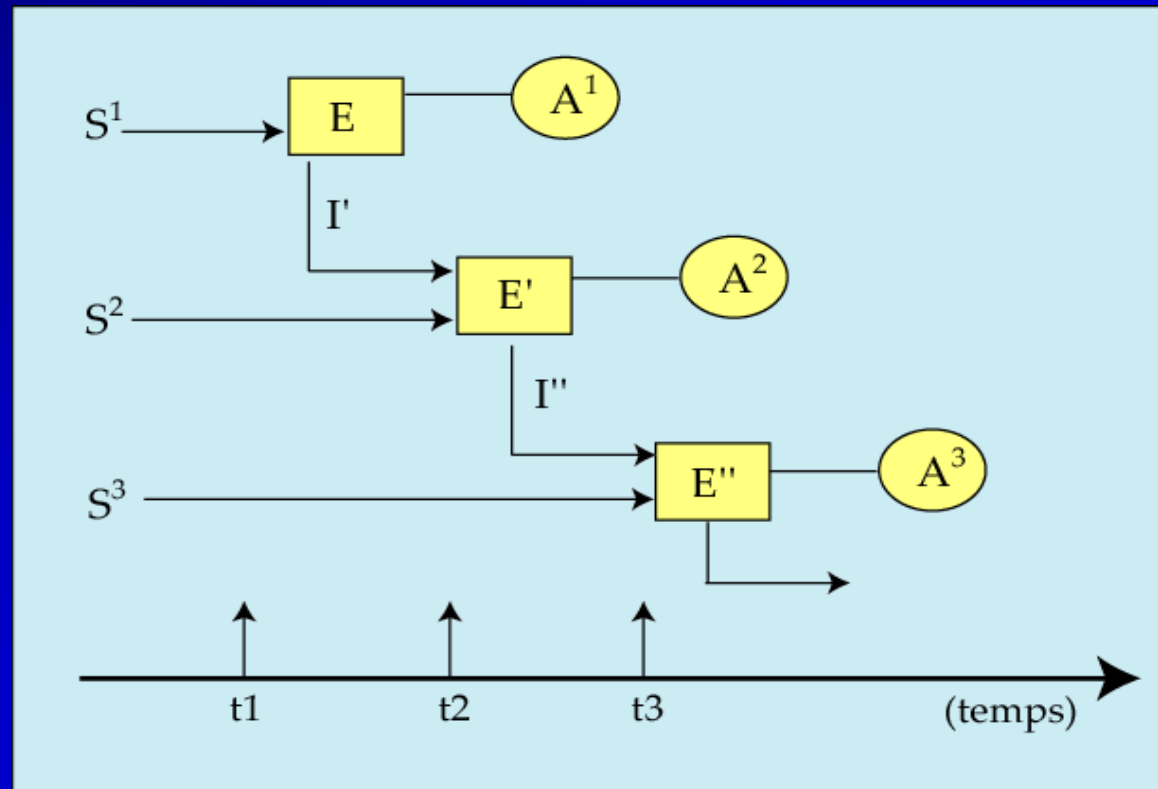 E
A¹
S¹
I'
E'
A²
S²
I''
E''
A³
S³
t1 t2 t3 (temps)